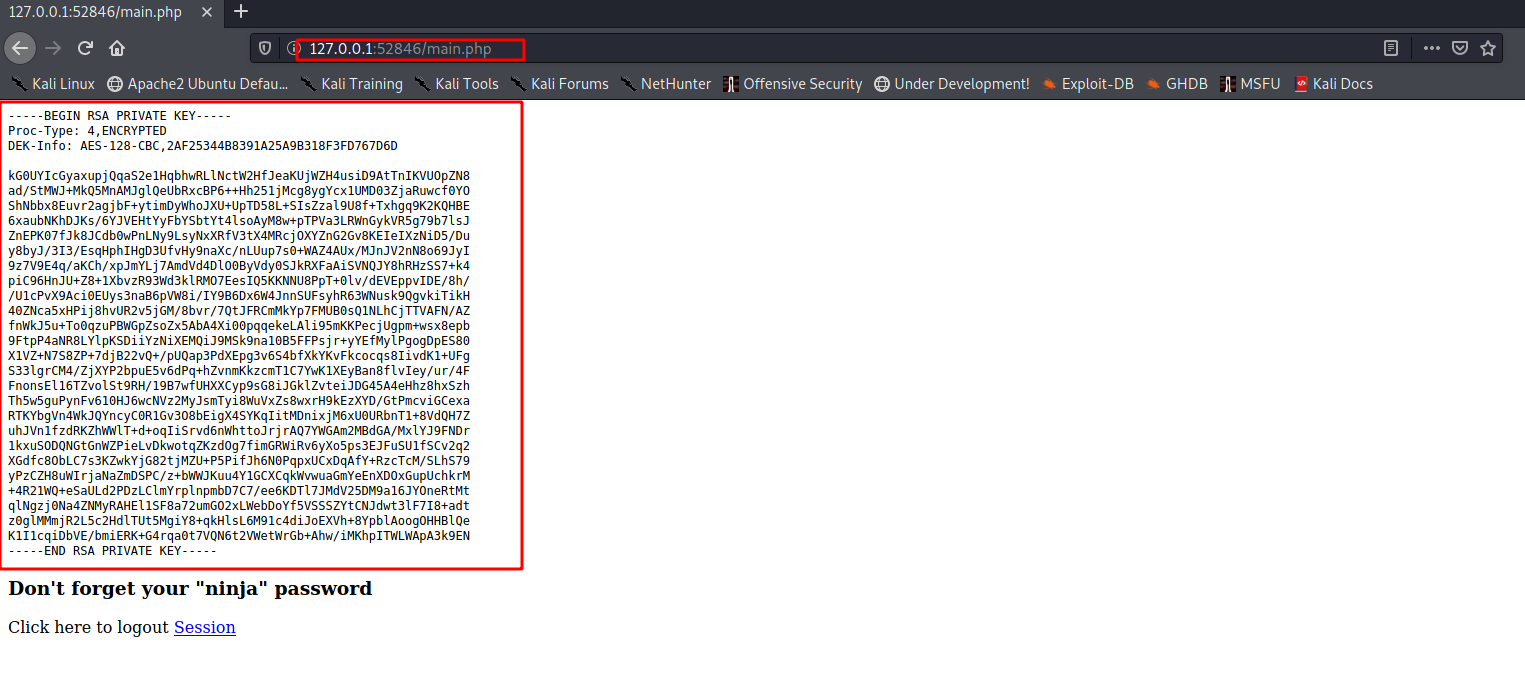 127.0.0.1:52846/main.php
127.0.0.1:52846/main.php
Kali Linux Apache2 Ubuntu Defau... Kali Training Kali Tools Kali Forums NetHunter Offensive Security Under Development! Exploit-DB GHDB MSFU Kali Docs
-----BEGIN RSA PRIVATE KEY-----
Proc-Type: 4,ENCRYPTED
DEK-Info: AES-128-CBC,2AF25344B8391A25A9B318F3FD767D6D
kG0UYIcGyaxupjQqaS2e1HqbhwRLlNctW2HfJeaKUjWZH4usiD9AtTnIKVUOpZN8
ad/StMWJ+MkQ5MnAMJglQeUbRxcBP6++Hh251jMcg8ygYcx1UMD03ZjaRuwcf0YO
ShNbbx8Euvr2agjbF+ytimDyWhoJXU+UpTD58L+SIsZzal9U8f+Txhgq9K2KQHBE
6xaubNKhDJKs/6YJVEHtYyFbYSbtYt4lsoAyM8w+pTPVa3LRWnGykVR5g79b7lsJ
ZnEPK07fJk8JCdb0wPnLNy9LsyNxXRfV3tX4MRcjOXYZnG2Gv8KEIeIXzNiD5/Du
y8byJ/3I3/EsqHphIHgD3UfvHy9naXc/nLUup7s0+WAZ4AUx/MJnJV2nN8o69JyI
9z7V9E4q/aKCh/xpJmYLj7AmdVd4DlO0ByVdy0SJkRXFaAiSVNQJY8hRHzSS7+k4
piC96HnJU+Z8+1XbvzR93Wd3klRMO7EesIQ5KKNNU8PpT+0lv/dEVEppvIDE/8h/
/U1cPvX9Aci0EUys3naB6pVW8i/IY9B6Dx6W4JnnSUFsyhR63WNusk9QgvkiTikH
40ZNca5xHPij8hvUR2v5jGM/8bvr/7QtJFRCmMkYp7FMUB0sQ1NLhCjTTVAFN/AZ
fnWkJ5u+To0qzuPBWGpZsoZx5AbA4Xi00pqqekeLAli95mKKPecjUgpm+wsx8epb
9FtpP4aNR8LYlpKSDiiYzNiXEMQiJ9MSk9na10B5FFPsjr+yYEfMylPgogDpES80
X1VZ+N7S8ZP+7djB22vQ+/pUQap3PdXEpg3v6S4bfXkYKvFkcocqs8IivdK1+UFg
S33lgrCM4/ZjXYP2bpuE5v6dPq+hZvnmKkzcmT1C7YwK1XEyBan8flvIey/ur/4F
FnonsEl16TZvolSt9RH/19B7wfUHXXCyp9sG8iJGklZvteiJDG45A4eHhz8hxSzh
Th5w5guPynFv610HJ6wcNVz2MyJsmTyi8WuVxZs8wxrH9kEzXYD/GtPmcviGCexa
RTKYbgVn4WkJQYncyC0R1Gv3O8bEigX4SYKqIitMDnixjM6xU0URbnT1+8VdQH7Z
uhJVn1fzdRKZhWWlT+d+oqIiSrvd6nWhttoJrjrAQ7YWGAm2MBdGA/MxlYJ9FNDr
1kxuSODQNGtGnWZPieLvDkwotqZKzdOg7fimGRWiRv6yXo5ps3EJFuSU1fSCv2q2
XGdfc8ObLC7s3KZwkYjG82tjMZU+P5PifJh6N0PqpxUCxDqAfY+RzcTcM/SLhS79
yPzCZH8uWIrjaNaZmDSPC/z+bWWJKuu4Y1GCXCqkWvwuaGmYeEnXDOxGupUchkrM
+4R21WQ+eSaULd2PDzLClmYrplnpmbD7C7/ee6KDTl7JMdV25DM9a16JYOneRtMt
qlNgzj0Na4ZNMyRAHEl1SF8a72umGO2xLWebDoYf5VSSSZYtCNJdwt3lF7I8+adt
z0glMMmjR2L5c2HdlTUt5MgiY8+qkHlsL6M91c4diJoEXVh+8YpblAoogOHHBlQe
K1I1cqiDbVE/bmiERK+G4rqa0t7VQN6t2VWetWrGb+Ahw/iMKhpITWLWApA3k9EN
-----END RSA PRIVATE KEY-----
Don't forget your "ninja" password
Click here to logout Session